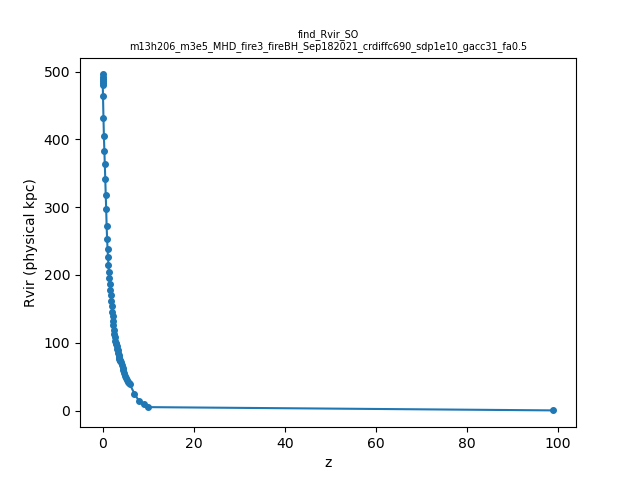 find_Rvir_SO
m13h206_m3e5_MHD_fire3_fireBH_Sep182021_crdiffc690_sdp1e10_gacc31_fa0.5
500
400
300
200
100
0
Rvir (physical kpc)
0 20 40 60 80 100
z